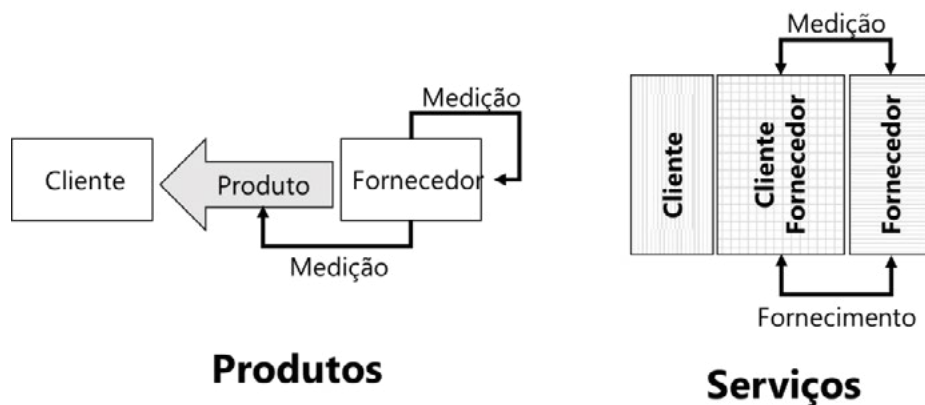 Medição
Cliente
Produto
Fornecedor
Medição
Produtos
Medição
Cliente
Cliente
Fornecedor
Fornecedor
Fornecimento
Serviços